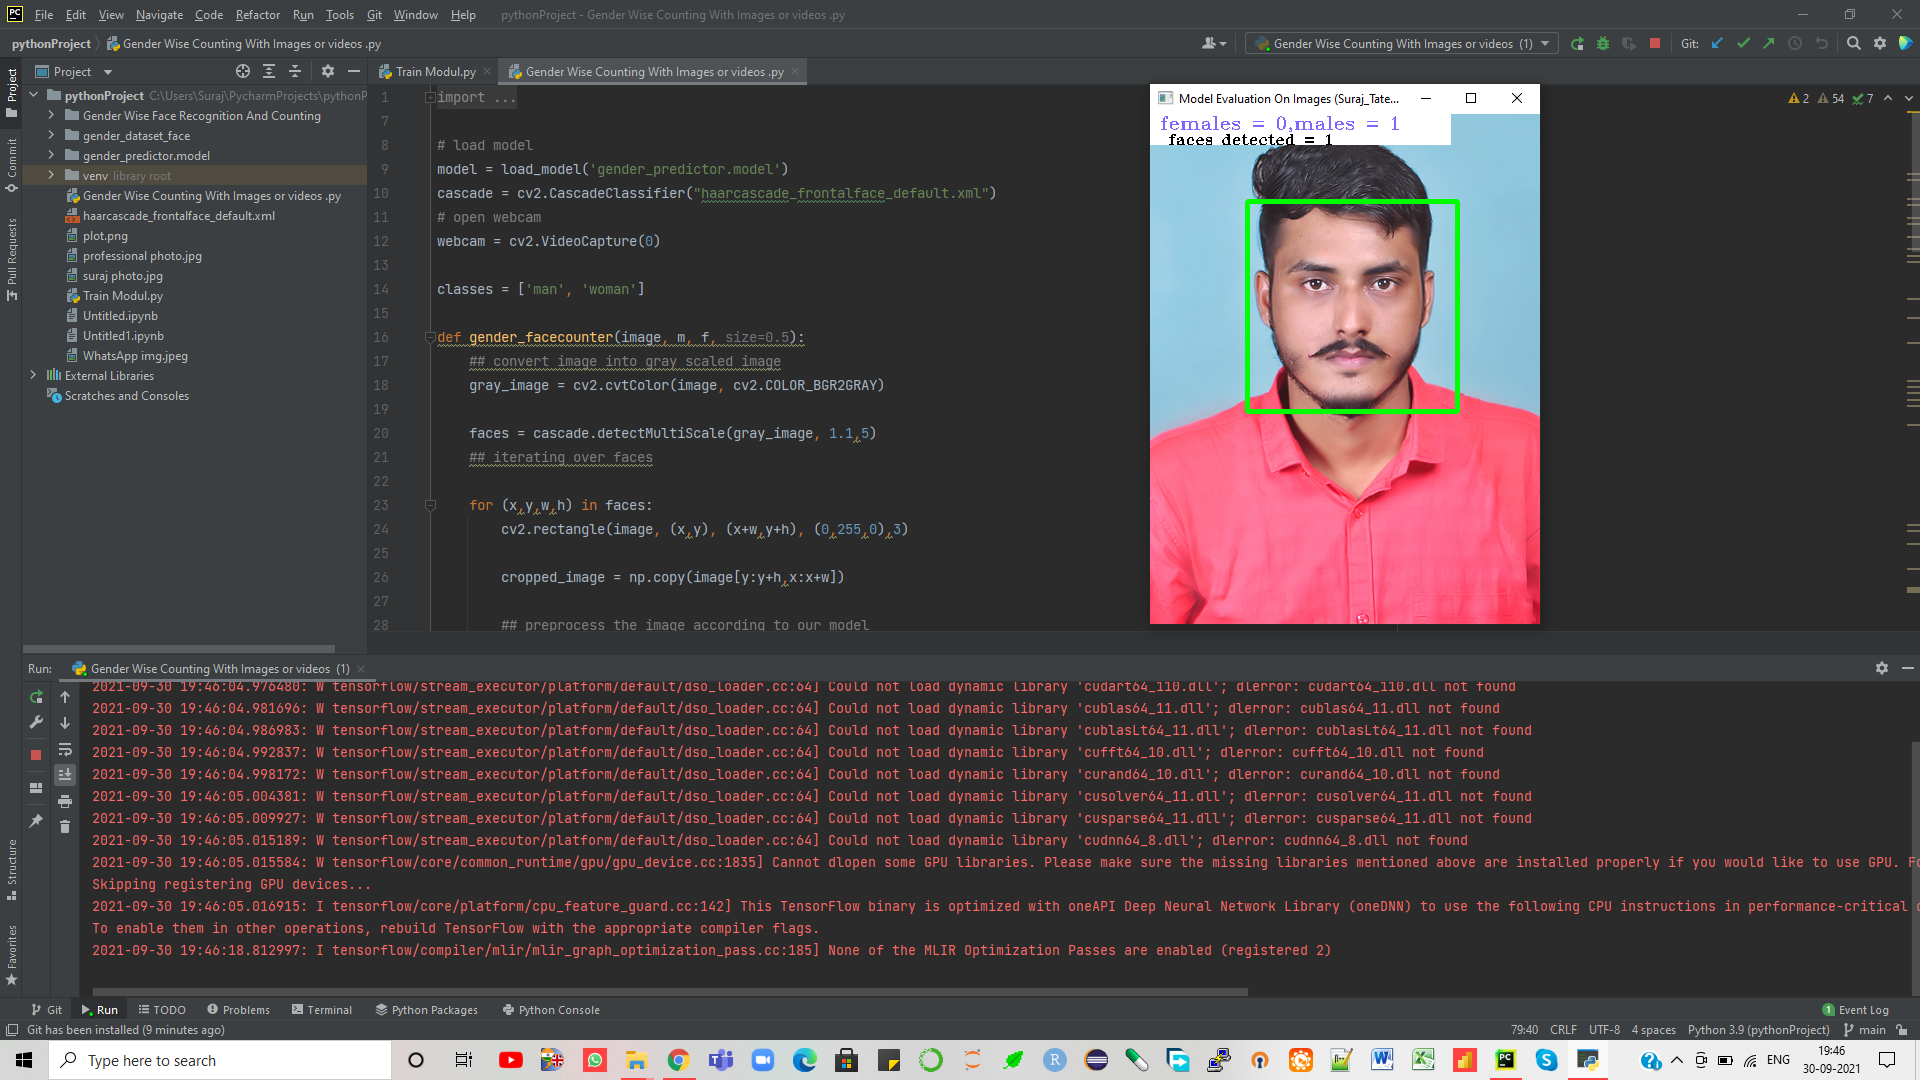 File Edit View Navigate Code Refactor Run Tools Git Window Help pythonProject - Gender Wise Counting With Images or videos .py
pythonProject Gender Wise Counting With Images or videos .py
Gender Wise Counting With Images or videos (1) Git:
Project
Train Modul.py
Gender Wise Counting With Images or videos .py
pythonProject C:\Users\Suraj\PycharmProjects\pythonP
Gender Wise Face Recognition And Counting
gender_dataset_face
gender_predictor.model
venv library root
Gender Wise Counting With Images or videos .py
haarcascade_frontalface_default.xml
plot.png
professional photo.jpg
suraj photo.jpg
Train Modul.py
Untitled.ipynb
Untitled1.ipynb
WhatsApp img.jpeg
External Libraries
Scratches and Consoles
Project
Commit
Pull Requests
Structure
Favorites
1 import ...
7
8 # load model
9 model = load_model('gender_predictor.model')
10 cascade = cv2.CascadeClassifier("haarcascade_frontalface_default.xml")
11 # open webcam
12 webcam = cv2.VideoCapture(0)
13
14 classes = ['man', 'woman']
15
16 def gender_facecounter(image, m, f, size=0.5):
17 ## convert image into gray scaled image
18 gray_image = cv2.cvtColor(image, cv2.COLOR_BGR2GRAY)
19
20 faces = cascade.detectMultiScale(gray_image, 1.1,5)
21 ## iterating over faces
22
23 for (x,y,w,h) in faces:
24 cv2.rectangle(image, (x,y), (x+w,y+h), (0,255,0),3)
25
26 cropped_image = np.copy(image[y:y+h,x:x+w])
27
28 ## preprocess the image according to our model
2 54 7
Model Evaluation On Images (Suraj_Tate...
females = 0,males = 1
faces detected = 1
Run: Gender Wise Counting With Images or videos (1)
2021-09-30 19:46:04.976480: W tensorflow/stream_executor/platform/default/dso_loader.cc:64] Could not load dynamic library 'cudart64_110.dll'; dlerror: cudart64_110.dll not found
2021-09-30 19:46:04.981696: W tensorflow/stream_executor/platform/default/dso_loader.cc:64] Could not load dynamic library 'cublas64_11.dll'; dlerror: cublas64_11.dll not found
2021-09-30 19:46:04.986983: W tensorflow/stream_executor/platform/default/dso_loader.cc:64] Could not load dynamic library 'cublasLt64_11.dll'; dlerror: cublasLt64_11.dll not found
2021-09-30 19:46:04.992837: W tensorflow/stream_executor/platform/default/dso_loader.cc:64] Could not load dynamic library 'cufft64_10.dll'; dlerror: cufft64_10.dll not found
2021-09-30 19:46:04.998172: W tensorflow/stream_executor/platform/default/dso_loader.cc:64] Could not load dynamic library 'curand64_10.dll'; dlerror: curand64_10.dll not found
2021-09-30 19:46:05.004381: W tensorflow/stream_executor/platform/default/dso_loader.cc:64] Could not load dynamic library 'cusolver64_11.dll'; dlerror: cusolver64_11.dll not found
2021-09-30 19:46:05.009927: W tensorflow/stream_executor/platform/default/dso_loader.cc:64] Could not load dynamic library 'cusparse64_11.dll'; dlerror: cusparse64_11.dll not found
2021-09-30 19:46:05.015189: W tensorflow/stream_executor/platform/default/dso_loader.cc:64] Could not load dynamic library 'cudnn64_8.dll'; dlerror: cudnn64_8.dll not found
2021-09-30 19:46:05.015584: W tensorflow/core/common_runtime/gpu/gpu_device.cc:1835] Cannot dlopen some GPU libraries. Please make sure the missing libraries mentioned above are installed properly if you would like to use GPU. Fo
Skipping registering GPU devices...
2021-09-30 19:46:05.016915: I tensorflow/core/platform/cpu_feature_guard.cc:142] This TensorFlow binary is optimized with oneAPI Deep Neural Network Library (oneDNN) to use the following CPU instructions in performance-critical
To enable them in other operations, rebuild TensorFlow with the appropriate compiler flags.
2021-09-30 19:46:18.812997: I tensorflow/compiler/mlir/mlir_graph_optimization_pass.cc:185] None of the MLIR Optimization Passes are enabled (registered 2)
Git Run TODO Problems Terminal Python Packages Python Console 1 Event Log
Git has been installed (9 minutes ago) 79:40 CRLF UTF-8 4 spaces Python 3.9 (pythonProject) main
Type here to search
ENG
19:46
30-09-2021